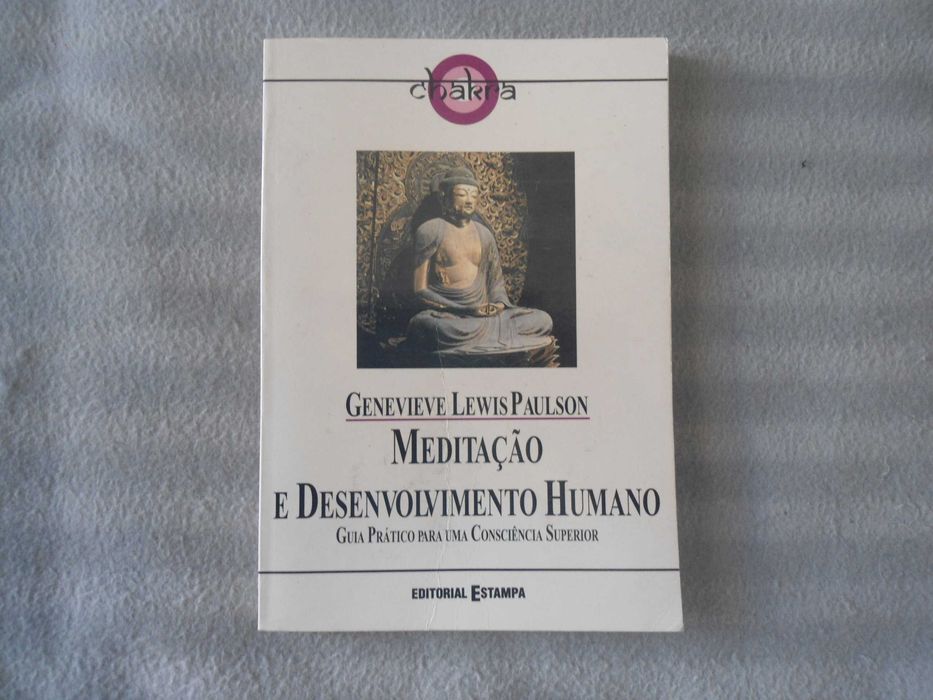 chakra
GENEVIEVE LEWIS PAULSON
MEDITAÇÃO
E DESENVOLVIMENTO HUMANO
GUIA PRÁTICO PARA UMA CONSCIÊNCIA SUPERIOR
EDITORIAL ESTAMPA